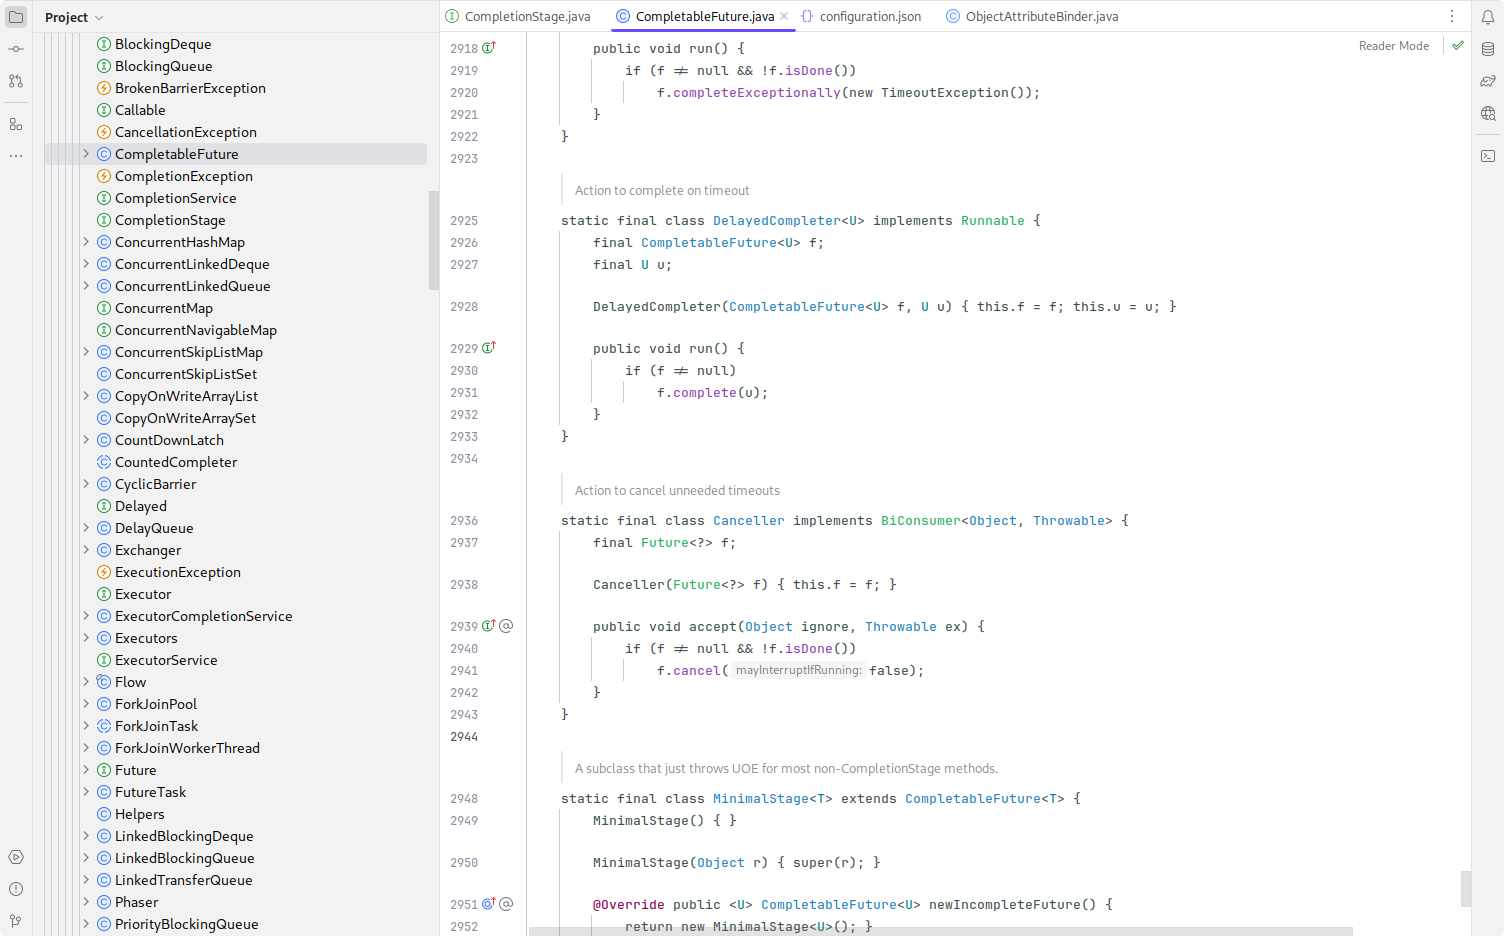 Project
BlockingDeque
BlockingQueue
BrokenBarrierException
Callable
CancellationException
CompletableFuture
CompletionException
CompletionService
CompletionStage
ConcurrentHashMap
ConcurrentLinkedDeque
ConcurrentLinkedQueue
ConcurrentMap
ConcurrentNavigableMap
ConcurrentSkipListMap
ConcurrentSkipListSet
CopyOnWriteArrayList
CopyOnWriteArraySet
CountDownLatch
CountedCompleter
CyclicBarrier
Delayed
DelayQueue
Exchanger
ExecutionException
Executor
ExecutorCompletionService
Executors
ExecutorService
Flow
ForkJoinPool
ForkJoinTask
ForkJoinWorkerThread
Future
FutureTask
Helpers
LinkedBlockingDeque
LinkedBlockingQueue
LinkedTransferQueue
Phaser
PriorityBlockingQueue
CompletionStage.java CompletableFuture.java configuration.json ObjectAttributeBinder.java
Reader Mode
2918 public void run() {
2919 if (f ≠ null && !f.isDone())
2920 f.completeExceptionally(new TimeoutException());
2921 }
2922 }
2923
Action to complete on timeout
2925 static final class DelayedCompleter<U> implements Runnable {
2926 final CompletableFuture<U> f;
2927 final U u;
2928 DelayedCompleter(CompletableFuture<U> f, U u) { this.f = f; this.u = u; }
2929 public void run() {
2930 if (f ≠ null)
2931 f.complete(u);
2932 }
2933 }
2934
Action to cancel unneeded timeouts
2936 static final class Canceller implements BiConsumer<Object, Throwable> {
2937 final Future<?> f;
2938 Canceller(Future<?> f) { this.f = f; }
2939 public void accept(Object ignore, Throwable ex) {
2940 if (f ≠ null && !f.isDone())
2941 f.cancel( mayInterruptIfRunning: false);
2942 }
2943 }
2944
A subclass that just throws UOE for most non-CompletionStage methods.
2948 static final class MinimalStage<T> extends CompletableFuture<T> {
2949 MinimalStage() { }
2950 MinimalStage(Object r) { super(r); }
2951 @Override public <U> CompletableFuture<U> newIncompleteFuture() {
2952 return new MinimalStage<U>(); }